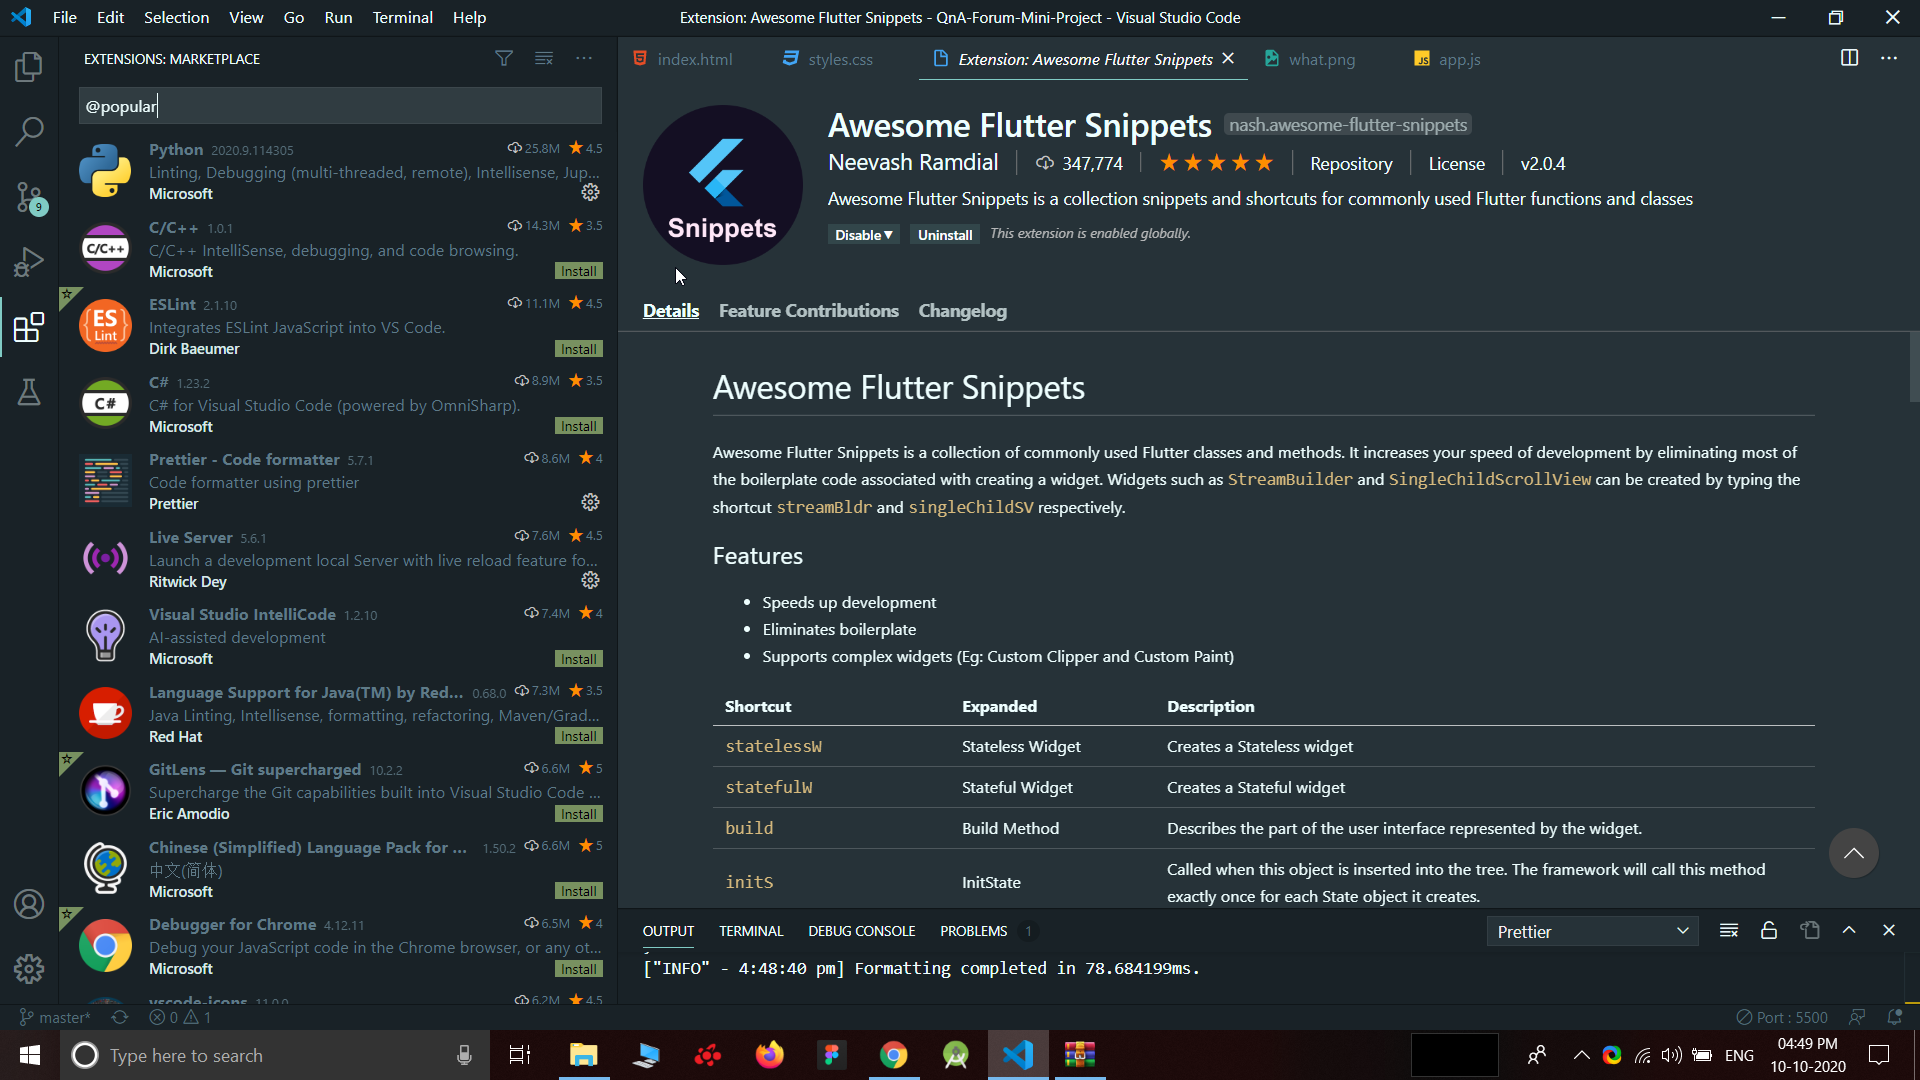 File Edit Selection View Go Run Terminal Help
Extension: Awesome Flutter Snippets - QnA-Forum-Mini-Project - Visual Studio Code
EXTENSIONS: MARKETPLACE
@popular
Python 2020.9.114305 25.8M 4.5
Linting, Debugging (multi-threaded, remote), Intellisense, Jup...
Microsoft
C/C++
C/C++ 1.0.1 14.3M 3.5
C/C++ IntelliSense, debugging, and code browsing.
Microsoft Install
ES
Lint
ESLint 2.1.10 11.1M 4.5
Integrates ESLint JavaScript into VS Code.
Dirk Baeumer Install
C#
C# 1.23.2 8.9M 3.5
C# for Visual Studio Code (powered by OmniSharp).
Microsoft Install
Prettier - Code formatter 5.7.1 8.6M 4
Code formatter using prettier
Prettier
Live Server 5.6.1 7.6M 4.5
Launch a development local Server with live reload feature fo...
Ritwick Dey
Visual Studio IntelliCode 1.2.10 7.4M 4
AI-assisted development
Microsoft Install
Language Support for Java(TM) by Red... 0.68.0 7.3M 3.5
Java Linting, Intellisense, formatting, refactoring, Maven/Grad...
Red Hat Install
GitLens — Git supercharged 10.2.2 6.6M 5
Supercharge the Git capabilities built into Visual Studio Code ...
Eric Amodio Install
Chinese (Simplified) Language Pack for ... 1.50.2 6.6M 5
中文(简体)
Microsoft Install
Debugger for Chrome 4.12.11 6.5M 4
Debug your JavaScript code in the Chrome browser, or any ot...
Microsoft Install
vscode-icons 11.0.0 6.2M 4.5
9
index.html
styles.css
Extension: Awesome Flutter Snippets
what.png
JS app.js
Snippets
Awesome Flutter Snippets nash.awesome-flutter-snippets
Neevash Ramdial 347,774 Repository License v2.0.4
Awesome Flutter Snippets is a collection snippets and shortcuts for commonly used Flutter functions and classes
Disable Uninstall This extension is enabled globally.
Details Feature Contributions Changelog
Awesome Flutter Snippets
Awesome Flutter Snippets is a collection of commonly used Flutter classes and methods. It increases your speed of development by eliminating most of
the boilerplate code associated with creating a widget. Widgets such as StreamBuilder and SingleChildScrollView can be created by typing the
shortcut streamBldr and singleChildSV respectively.
Features
• Speeds up development
• Eliminates boilerplate
• Supports complex widgets (Eg: Custom Clipper and Custom Paint)
Shortcut Expanded Description
statelessW Stateless Widget Creates a Stateless widget
statefulW Stateful Widget Creates a Stateful widget
build Build Method Describes the part of the user interface represented by the widget.
initS InitState Called when this object is inserted into the tree. The framework will call this method
exactly once for each State object it creates.
OUTPUT TERMINAL DEBUG CONSOLE PROBLEMS 1
Prettier
["INFO" - 4:48:40 pm] Formatting completed in 78.684199ms.
master* 0 1
Port : 5500
Type here to search
ENG
04:49 PM
10-10-2020